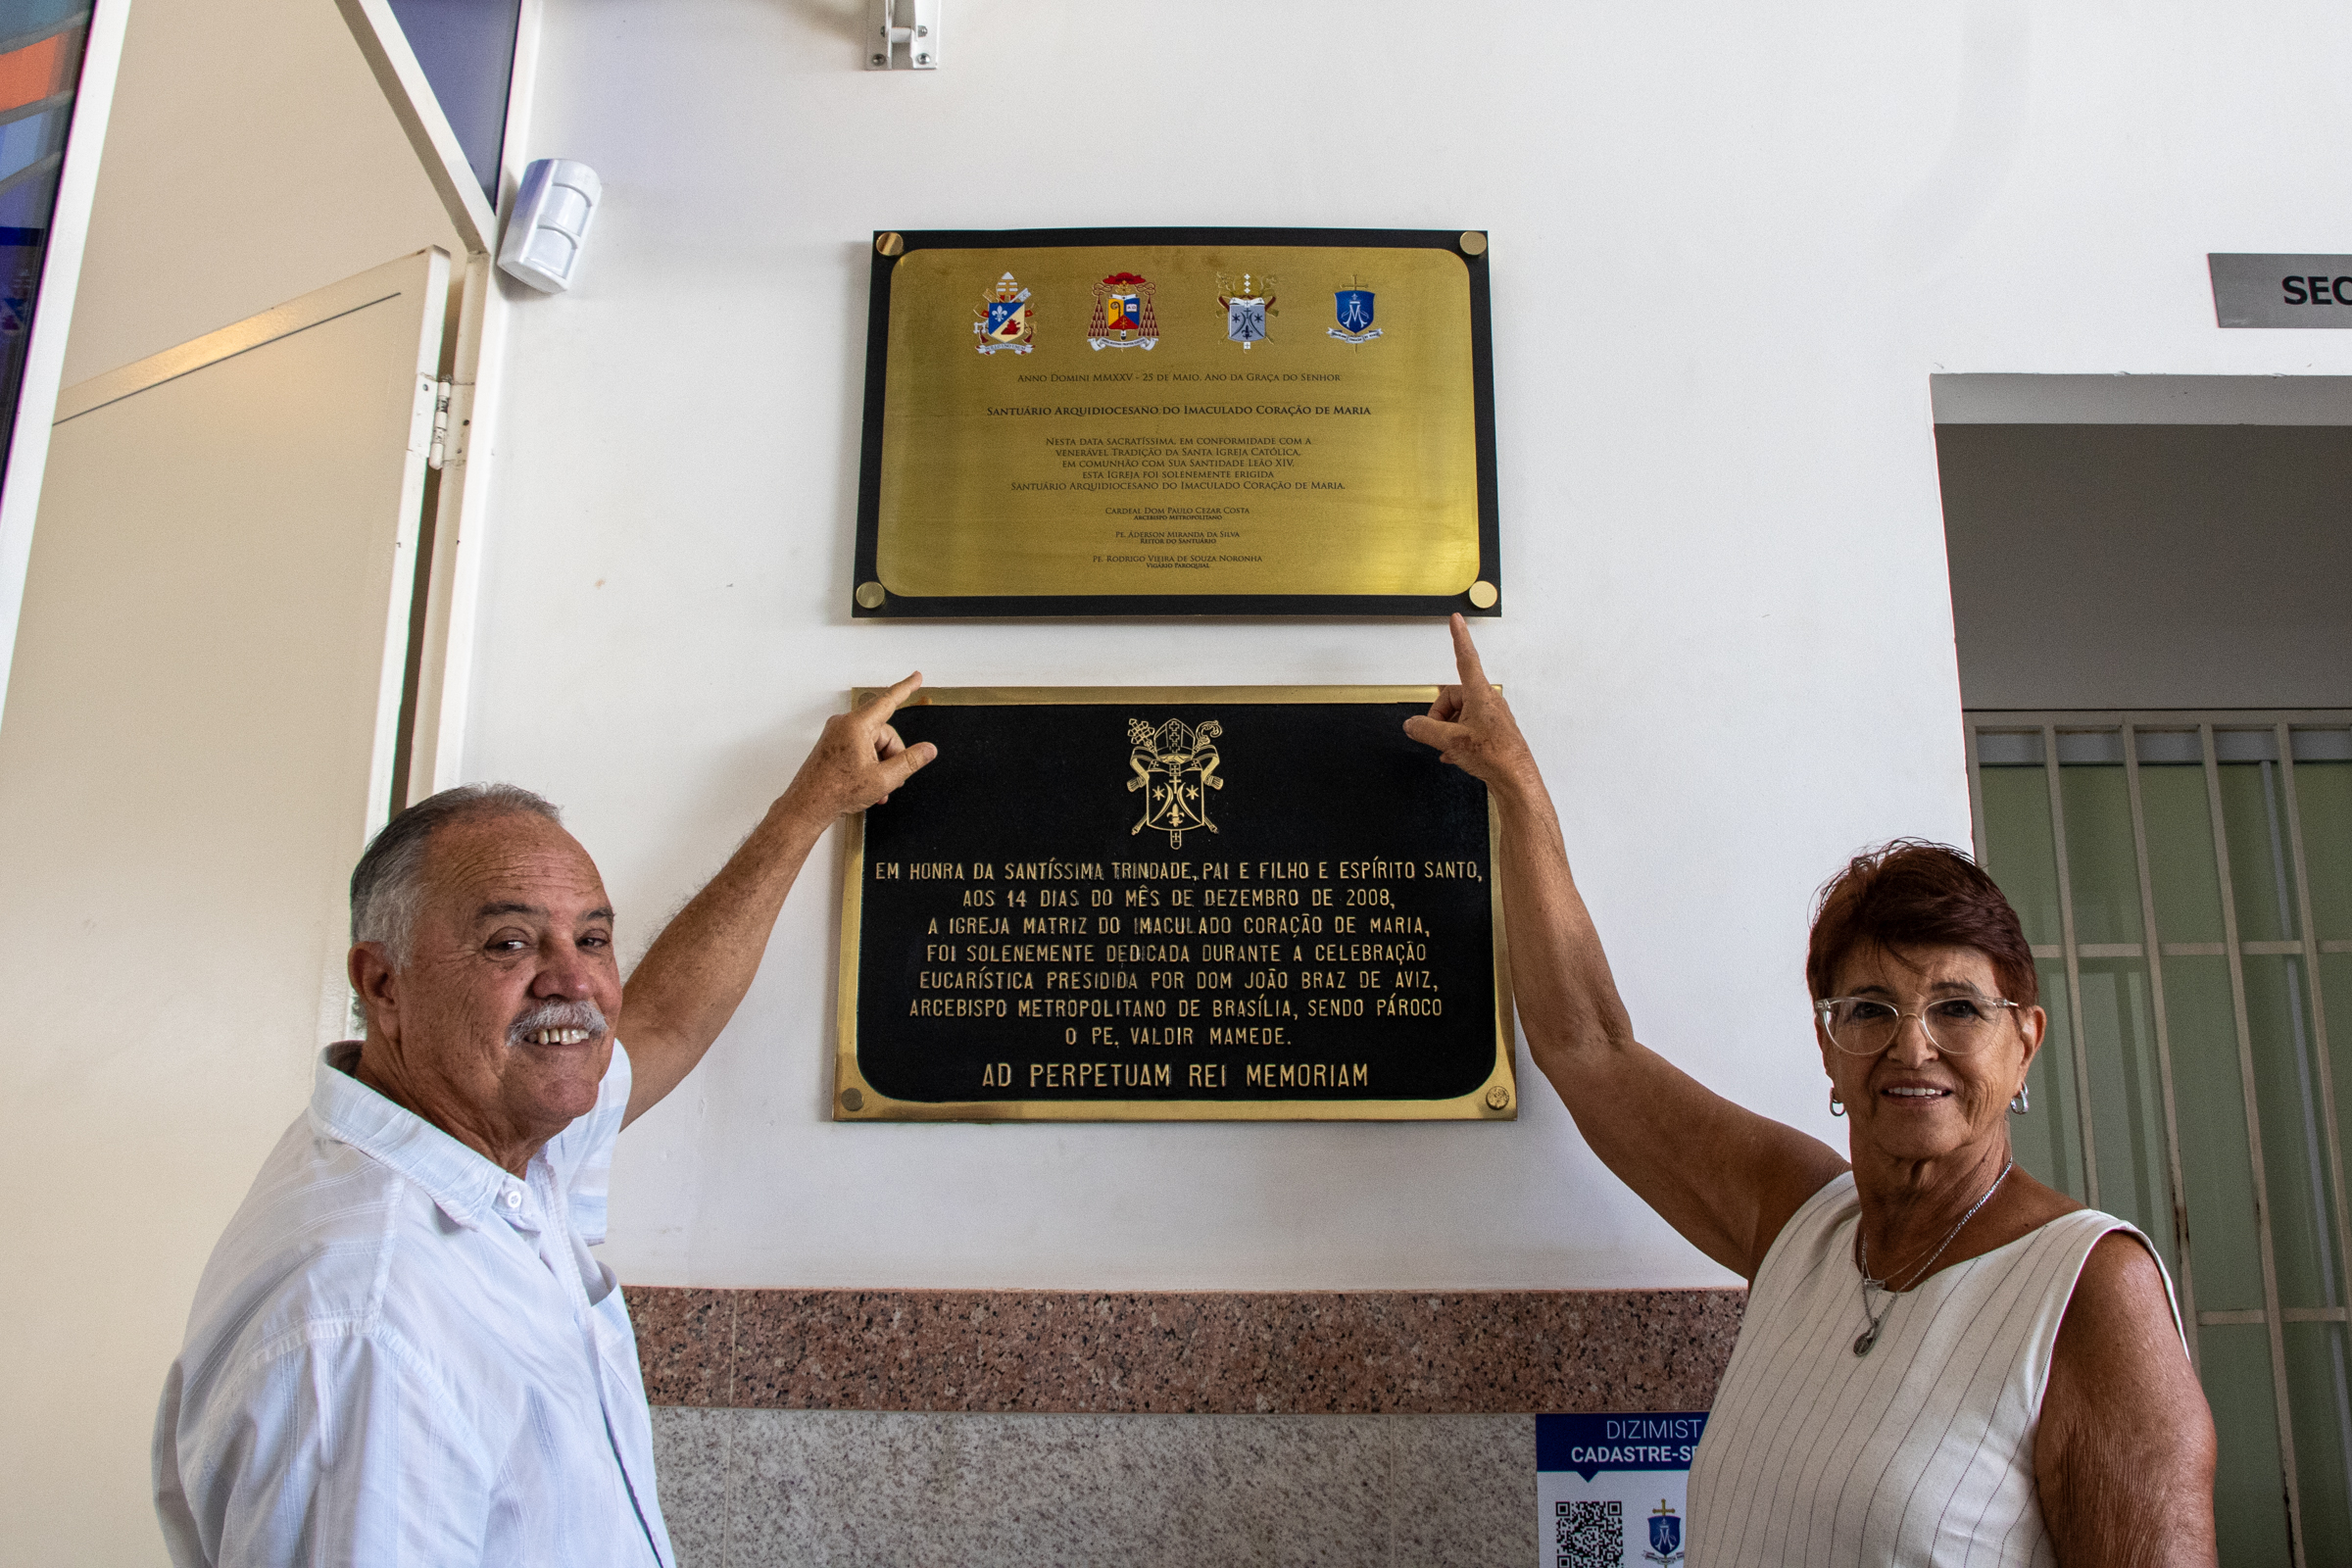 ANNO DOMINI MMXXV - 25 DE MAIO, ANO DA GRAÇA DO SENHOR
SANTUÁRIO ARQUIDIOCESANO DO IMACULADO CORAÇÃO DE MARIA
NESTA DATA SACRATÍSSIMA, EM CONFORMIDADE COM A
VENERÁVEL TRADIÇÃO DA SANTA IGREJA CATÓLICA,
EM COMUNHÃO COM SUA SANTIDADE LEÃO XIV,
ESTA IGREJA FOI SOLENEMENTE ERIGIDA
SANTUÁRIO ARQUIDIOCESANO DO IMACULADO CORAÇÃO DE MARIA.
CARDEAL DOM PAULO CEZAR COSTA
ARCEBISPO METROPOLITANO
PE. ADERSON MIRANDA DA SILVA
REITOR DO SANTUÁRIO
PE. RODRIGO VIEIRA DE SOUZA NORONHA
VIGÁRIO PAROQUIAL
SEC
EM HONRA DA SANTÍSSIMA TRINDADE, PAI E FILHO E ESPÍRITO SANTO,
AOS 14 DIAS DO MÊS DE DEZEMBRO DE 2008,
A IGREJA MATRIZ DO IMACULADO CORAÇÃO DE MARIA,
FOI SOLENEMENTE DEDICADA DURANTE A CELEBRAÇÃO
EUCARÍSTICA PRESIDIDA POR DOM JOÃO BRAZ DE AVIZ,
ARCEBISPO METROPOLITANO DE BRASÍLIA, SENDO PÁROCO
O PE. VALDIR MAMEDE.
AD PERPETUAM REI MEMORIAM
DIZIMIST
CADASTRE-S